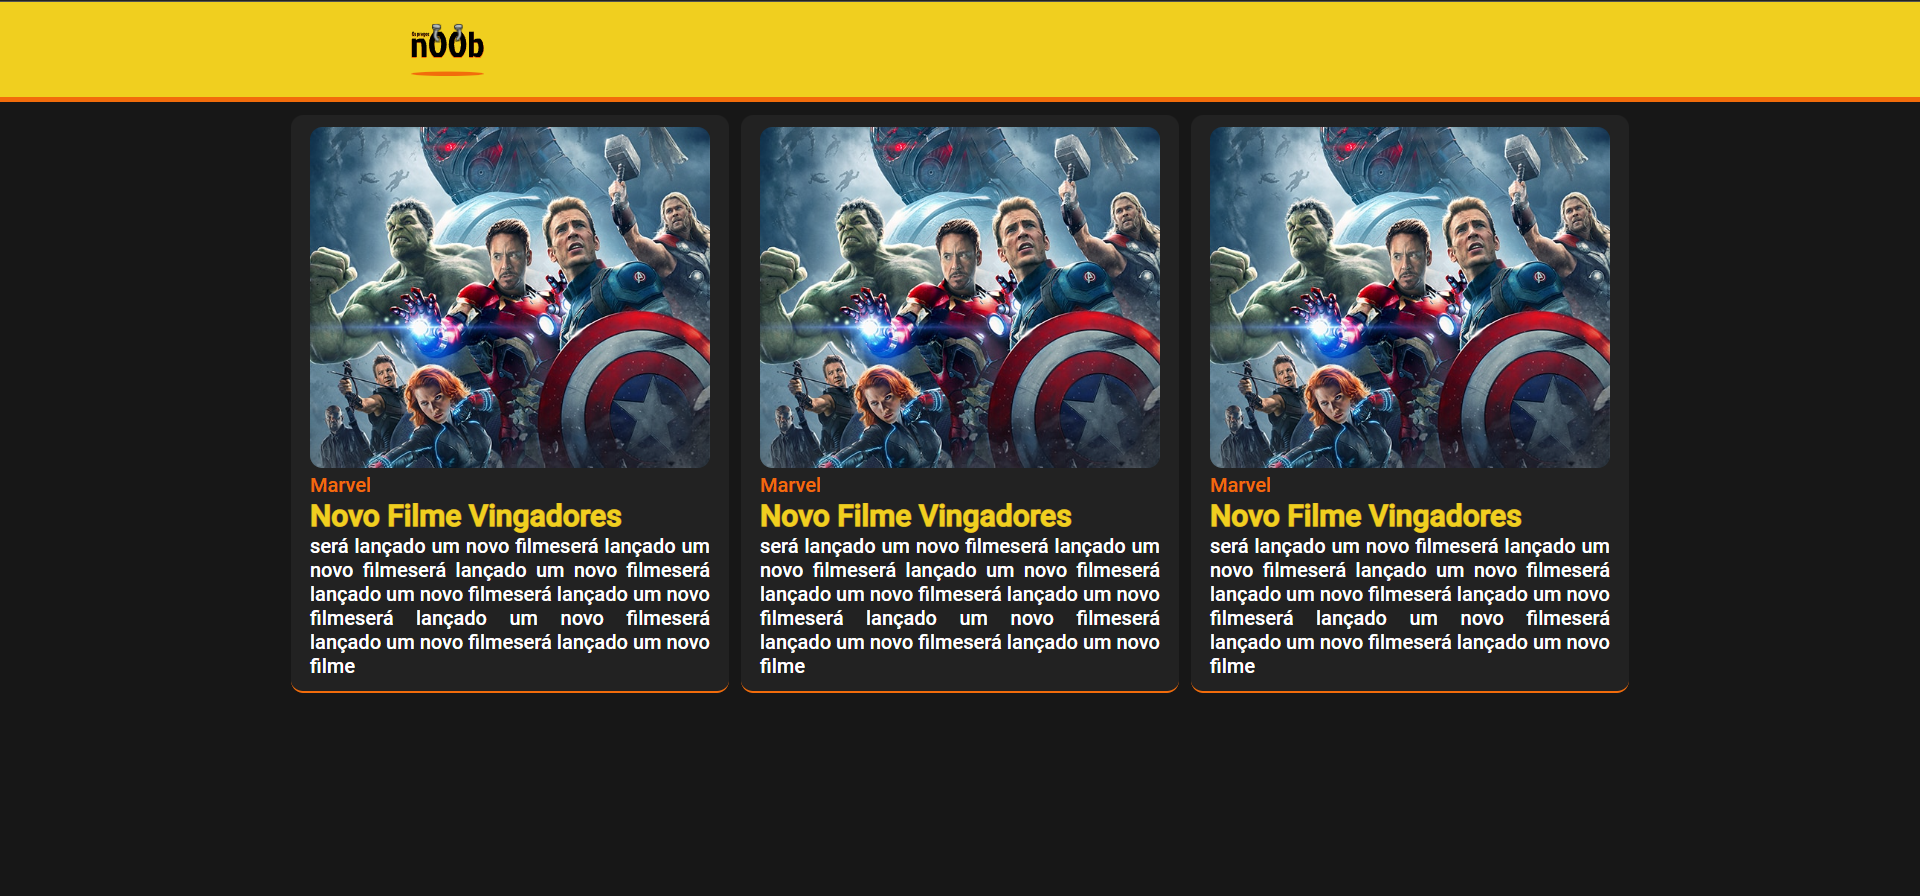 Os pragas
nOOb
Marvel
Novo Filme Vingadores
será lançado um novo filmeserá lançado um
novo filmeserá lançado um novo filmeserá
lançado um novo filmeserá lançado um novo
filmeserá lançado um novo filmeserá
lançado um novo filmeserá lançado um novo
filme
Marvel
Novo Filme Vingadores
será lançado um novo filmeserá lançado um
novo filmeserá lançado um novo filmeserá
lançado um novo filmeserá lançado um novo
filmeserá lançado um novo filmeserá
lançado um novo filmeserá lançado um novo
filme
Marvel
Novo Filme Vingadores
será lançado um novo filmeserá lançado um
novo filmeserá lançado um novo filmeserá
lançado um novo filmeserá lançado um novo
filmeserá lançado um novo filmeserá
lançado um novo filmeserá lançado um novo
filme